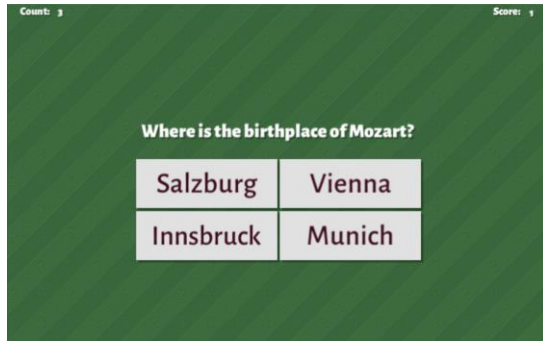 Count: 3 Score: 1
Where is the birthplace of Mozart?
Salzburg Vienna
Innsbruck Munich